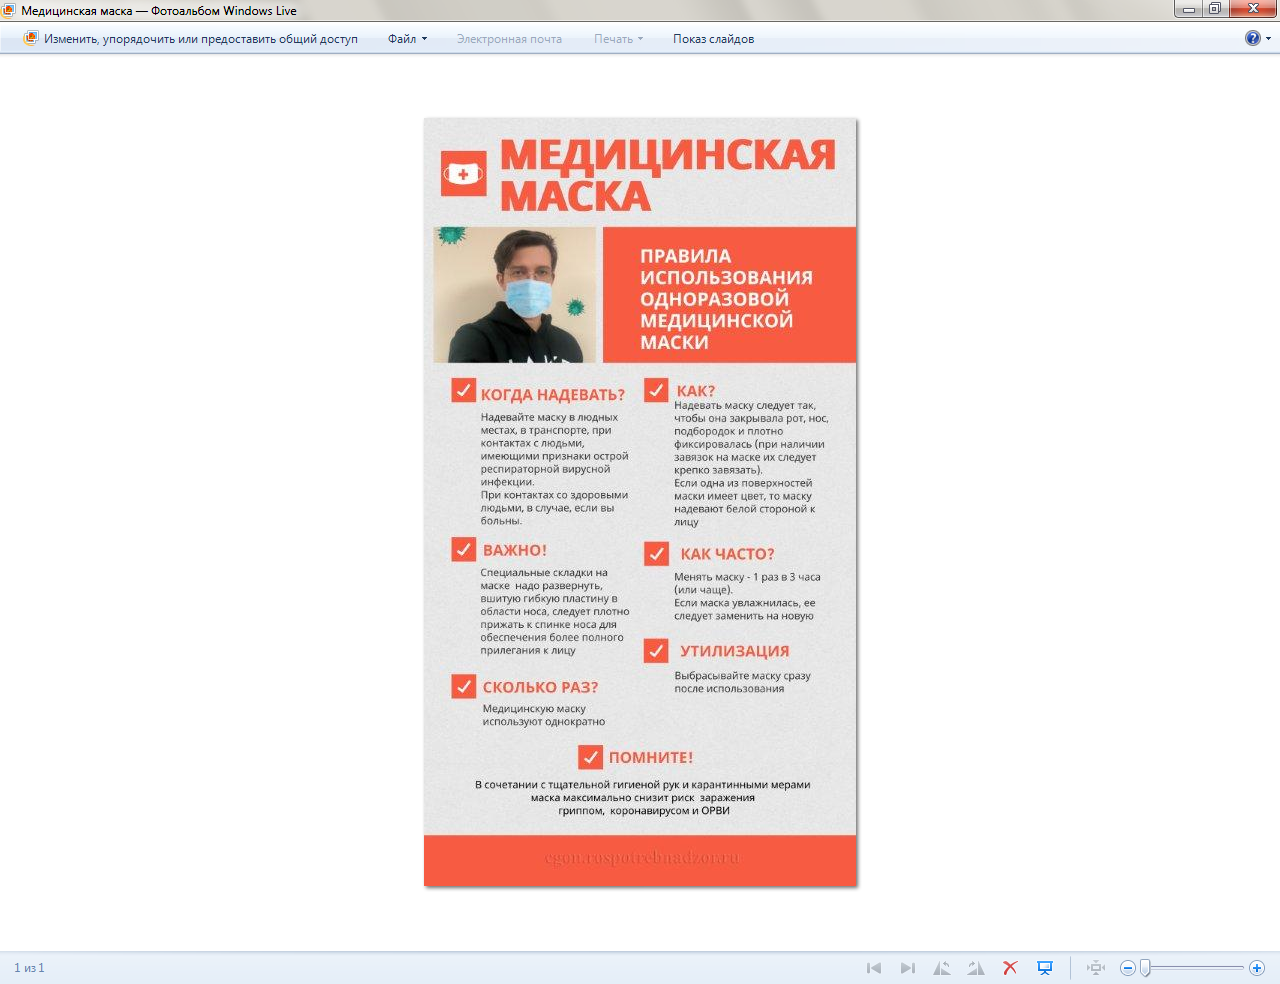 Медицинская маска — Фотоальбом Windows Live
Изменить, упорядочить или предоставить общий доступ Файл Электронная почта Печать Показ слайдов
МЕДИЦИНСКАЯ
МАСКА
ПРАВИЛА
ИСПОЛЬЗОВАНИЯ
ОДНОРАЗОВОЙ
МЕДИЦИНСКОЙ
МАСКИ
КОГДА НАДЕВАТЬ?
Надевайте маску в людных
местах, в транспорте, при
контактах с людьми,
имеющими признаки острой
респираторной вирусной
инфекции.
При контактах со здоровыми
людьми, в случае, если вы
больны.
КАК?
Надевать маску следует так,
чтобы она закрывала рот, нос,
подбородок и плотно
фиксировалась (при наличии
завязок на маске их следует
крепко завязать).
Если одна из поверхностей
маски имеет цвет, то маску
надевают белой стороной к
лицу
ВАЖНО!
Специальные складки на
маске надо развернуть,
вшитую гибкую пластину в
области носа, следует плотно
прижать к спинке носа для
обеспечения более полного
прилегания к лицу
КАК ЧАСТО?
Менять маску - 1 раз в 3 часа
(или чаще).
Если маска увлажнилась, ее
следует заменить на новую
УТИЛИЗАЦИЯ
Выбрасывайте маску сразу
после использования
СКОЛЬКО РАЗ?
Медицинскую маску
используют однократно
ПОМНИТЕ!
В сочетании с тщательной гигиеной рук и карантинными мерами
маска максимально снизит риск заражения
гриппом, коронавирусом и ОРВИ
cgon.rospotrebnadzor.ru
1 из 1